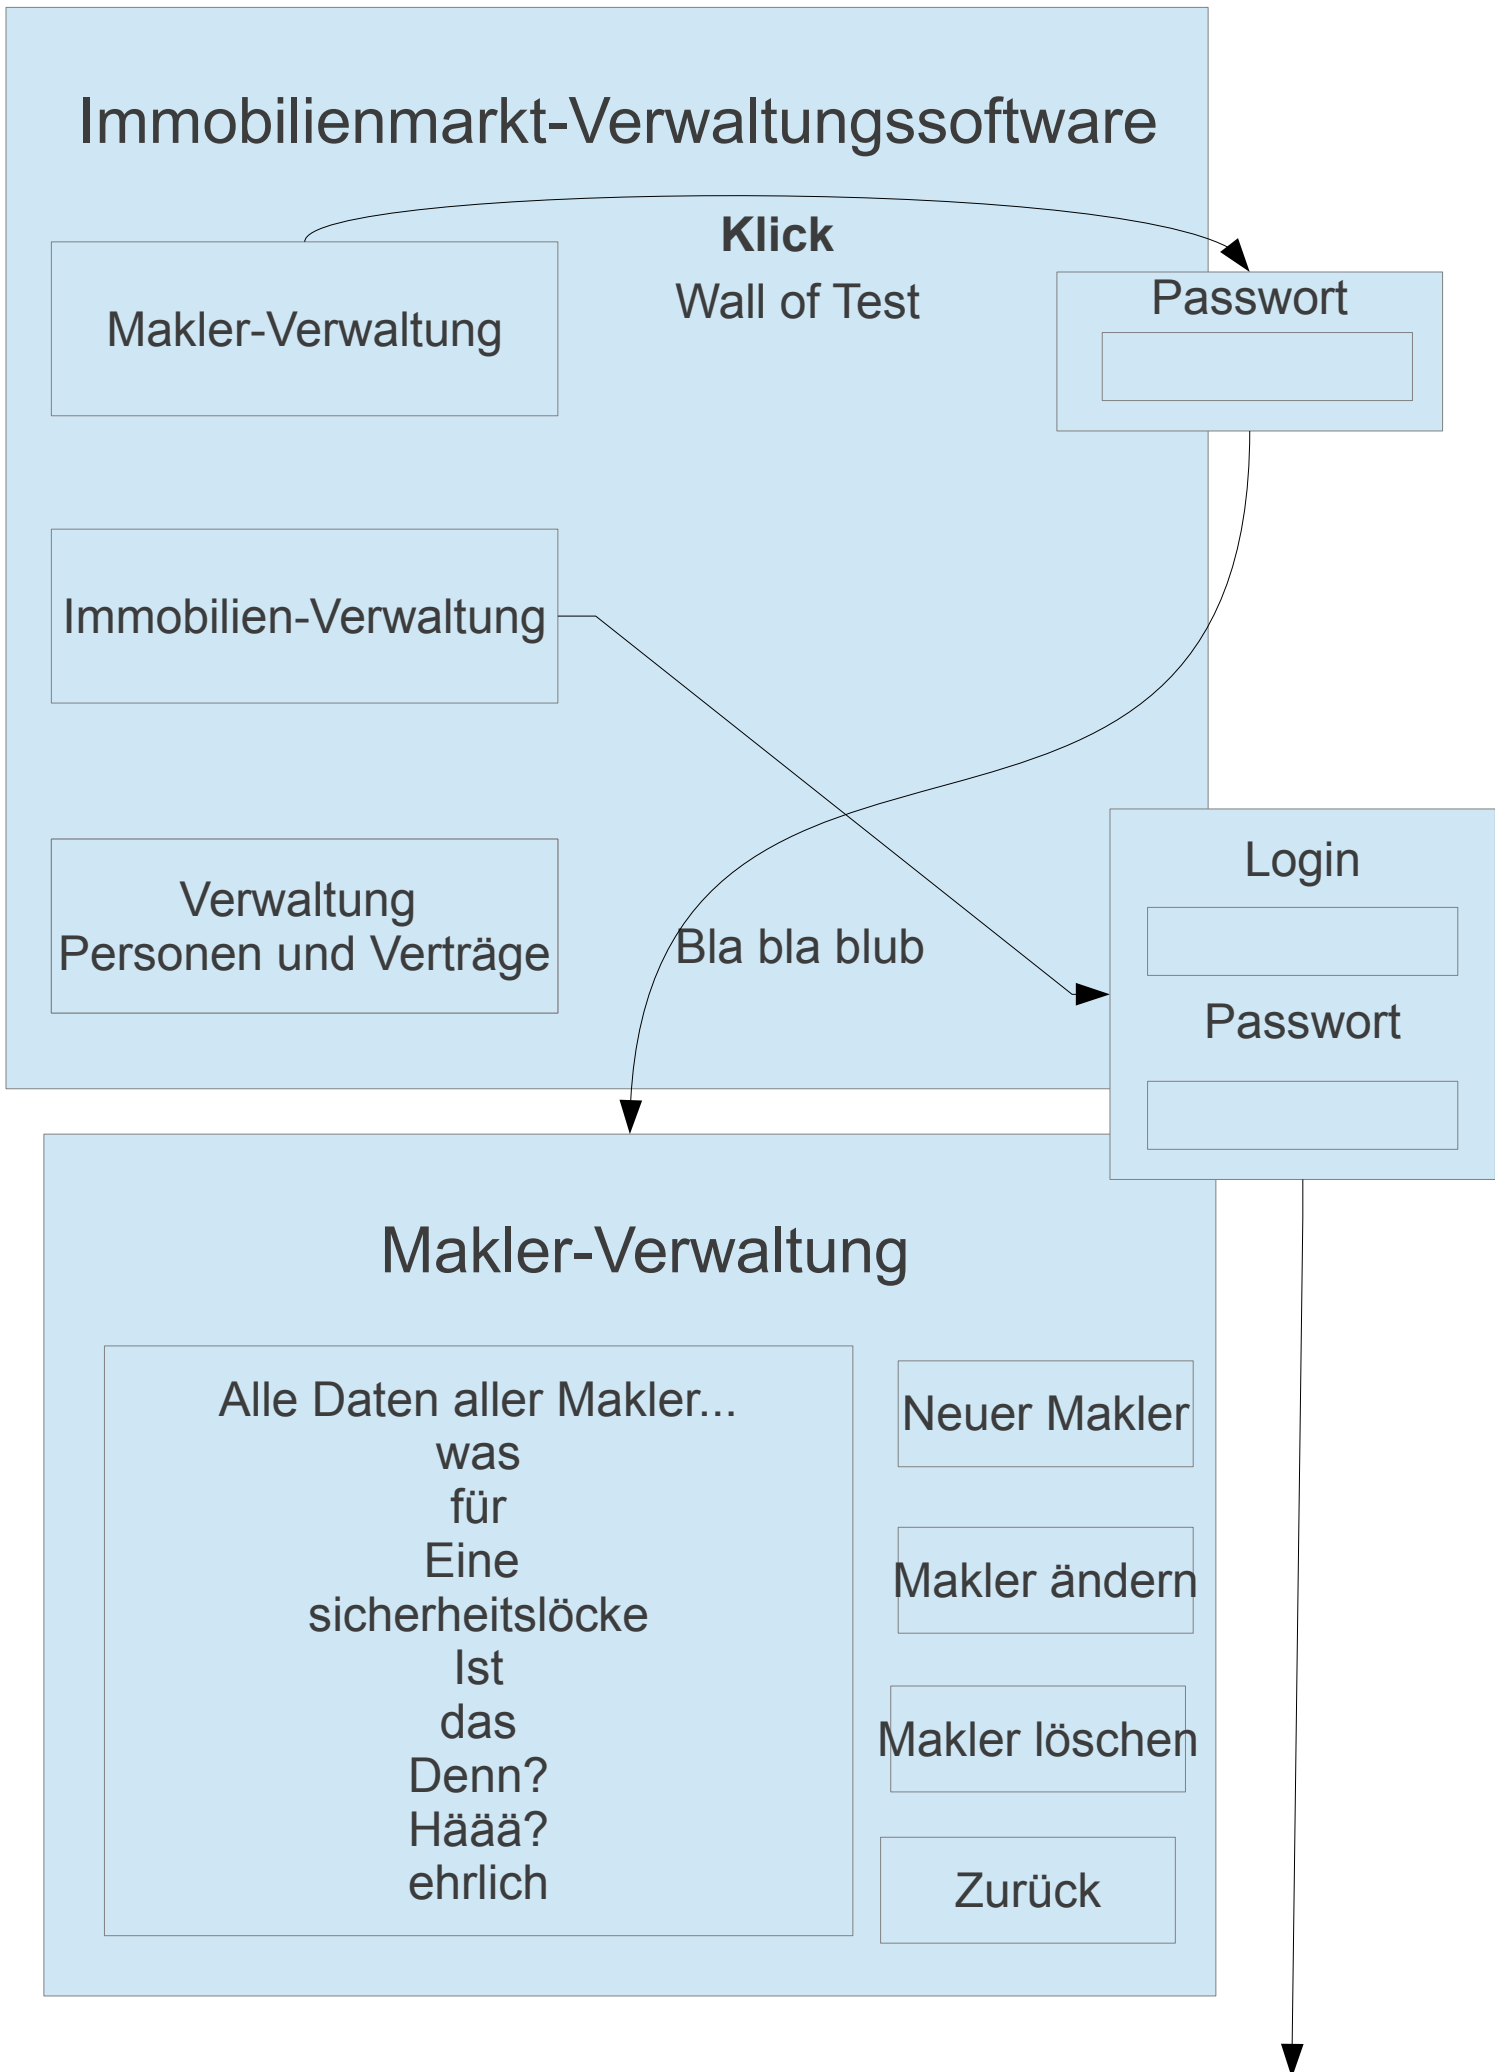 Immobilienmarkt-Verwaltungssoftware
Klick
Wall of Test
Makler-Verwaltung
Passwort
Immobilien-Verwaltung
Verwaltung
Personen und Verträge
Bla bla blub
Login
Passwort
Makler-Verwaltung
Alle Daten aller Makler...
was
für
Eine
sicherheitslöcke
Ist
das
Denn?
Häää?
ehrlich
Neuer Makler
Makler ändern
Makler löschen
Zurück